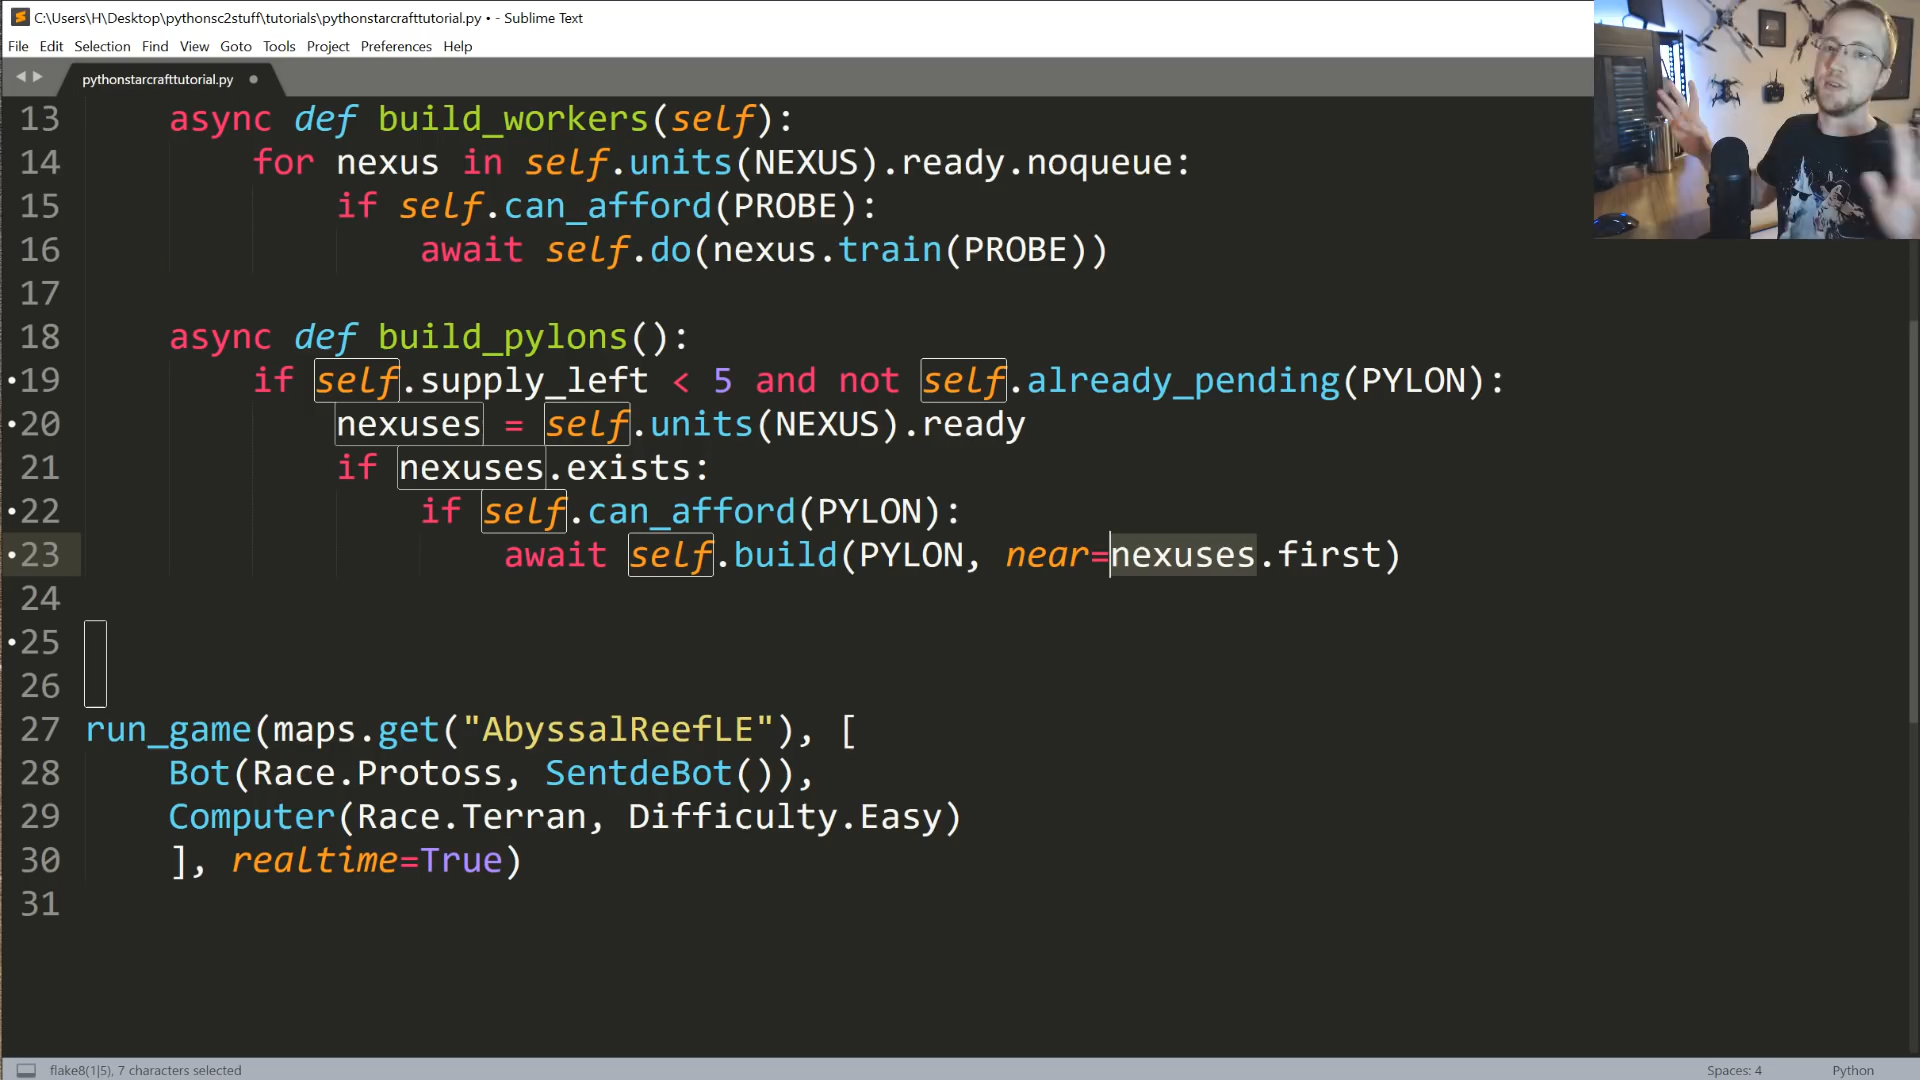 C:\Users\H\Desktop\pythonsc2stuff\tutorials\pythonstarcrafttutorial.py • - Sublime Text
File Edit Selection Find View Goto Tools Project Preferences Help
pythonstarcrafttutorial.py
13 async def build_workers(self):
14 for nexus in self.units(NEXUS).ready.noqueue:
15 if self.can_afford(PROBE):
16 await self.do(nexus.train(PROBE))
17
18 async def build_pylons():
19 if self.supply_left < 5 and not self.already_pending(PYLON):
20 nexuses = self.units(NEXUS).ready
21 if nexuses.exists:
22 if self.can_afford(PYLON):
23 await self.build(PYLON, near=nexuses.first)
24
25
26
27 run_game(maps.get("AbyssalReefLE"), [
28 Bot(Race.Protoss, SentdeBot()),
29 Computer(Race.Terran, Difficulty.Easy)
30 ], realtime=True)
31
flake8(1|5), 7 characters selected Spaces: 4 Python